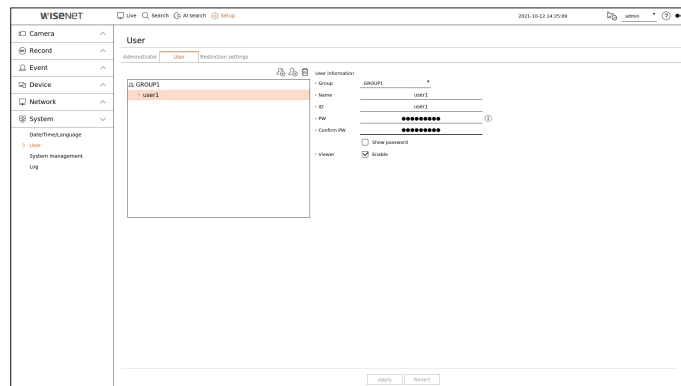 WISENET Live Search AI search Setup 2021-10-12 14:25:09 admin
Camera
Record
Event
Device
Network
System
Date/Time/Language
> User
System management
Log
User
Administrator User Restriction settings
GROUP1
user1
User information
Group GROUP1
Name user1
ID user1
PW ●●●●●●●●●
Confirm PW ●●●●●●●●●
Show password
Viewer Enable
Apply Revert